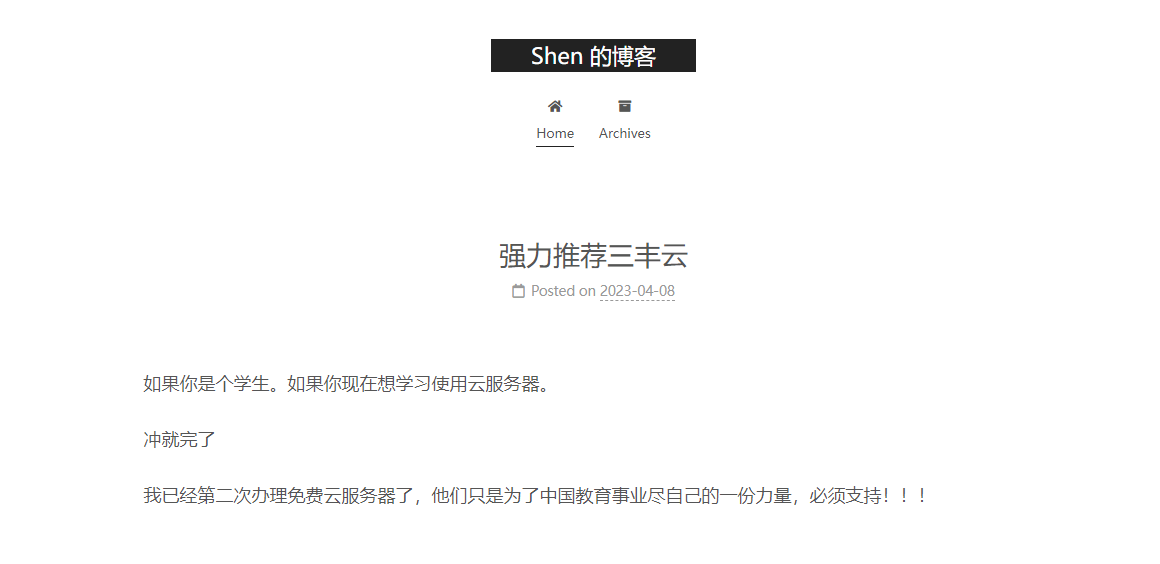 Shen 的博客
Home
Archives
强力推荐三丰云
Posted on 2023-04-08
如果你是个学生。如果你现在想学习使用云服务器。
冲就完了
我已经第二次办理免费云服务器了，他们只是为了中国教育事业尽自己的一份力量，必须支持！！！